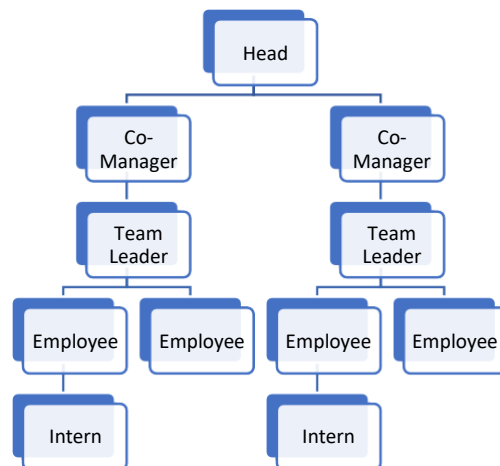 Head
Co-
Manager
Co-
Manager
Team
Leader
Team
Leader
Employee
Employee
Employee
Employee
Intern
Intern